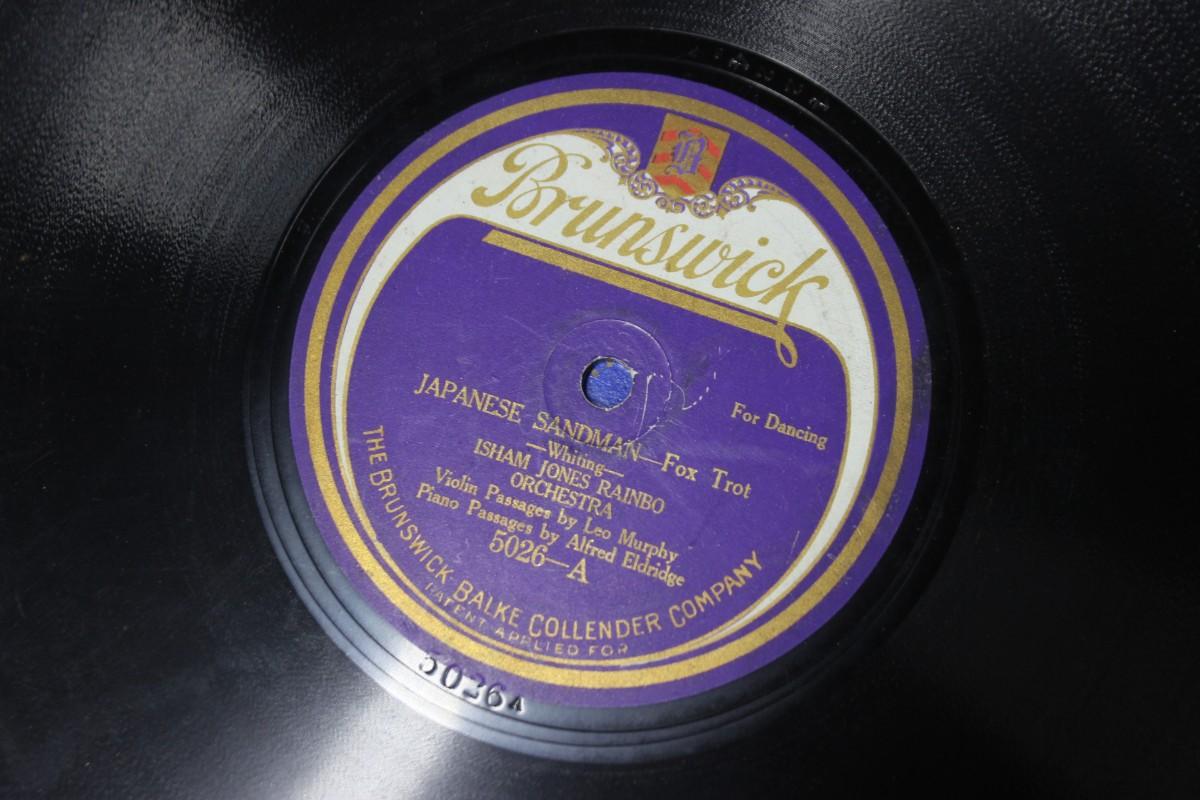 B
Brunswick
For Dancing
JAPANESE SANDMAN—Fox Trot
—Whiting—
ISHAM JONES RAINBO
ORCHESTRA
Violin Passages by Leo Murphy
Piano Passages by Alfred Eldridge
5026—A
THE BRUNSWICK-BALKE COLLENDER COMPANY
PATENT APPLIED FOR
5026A